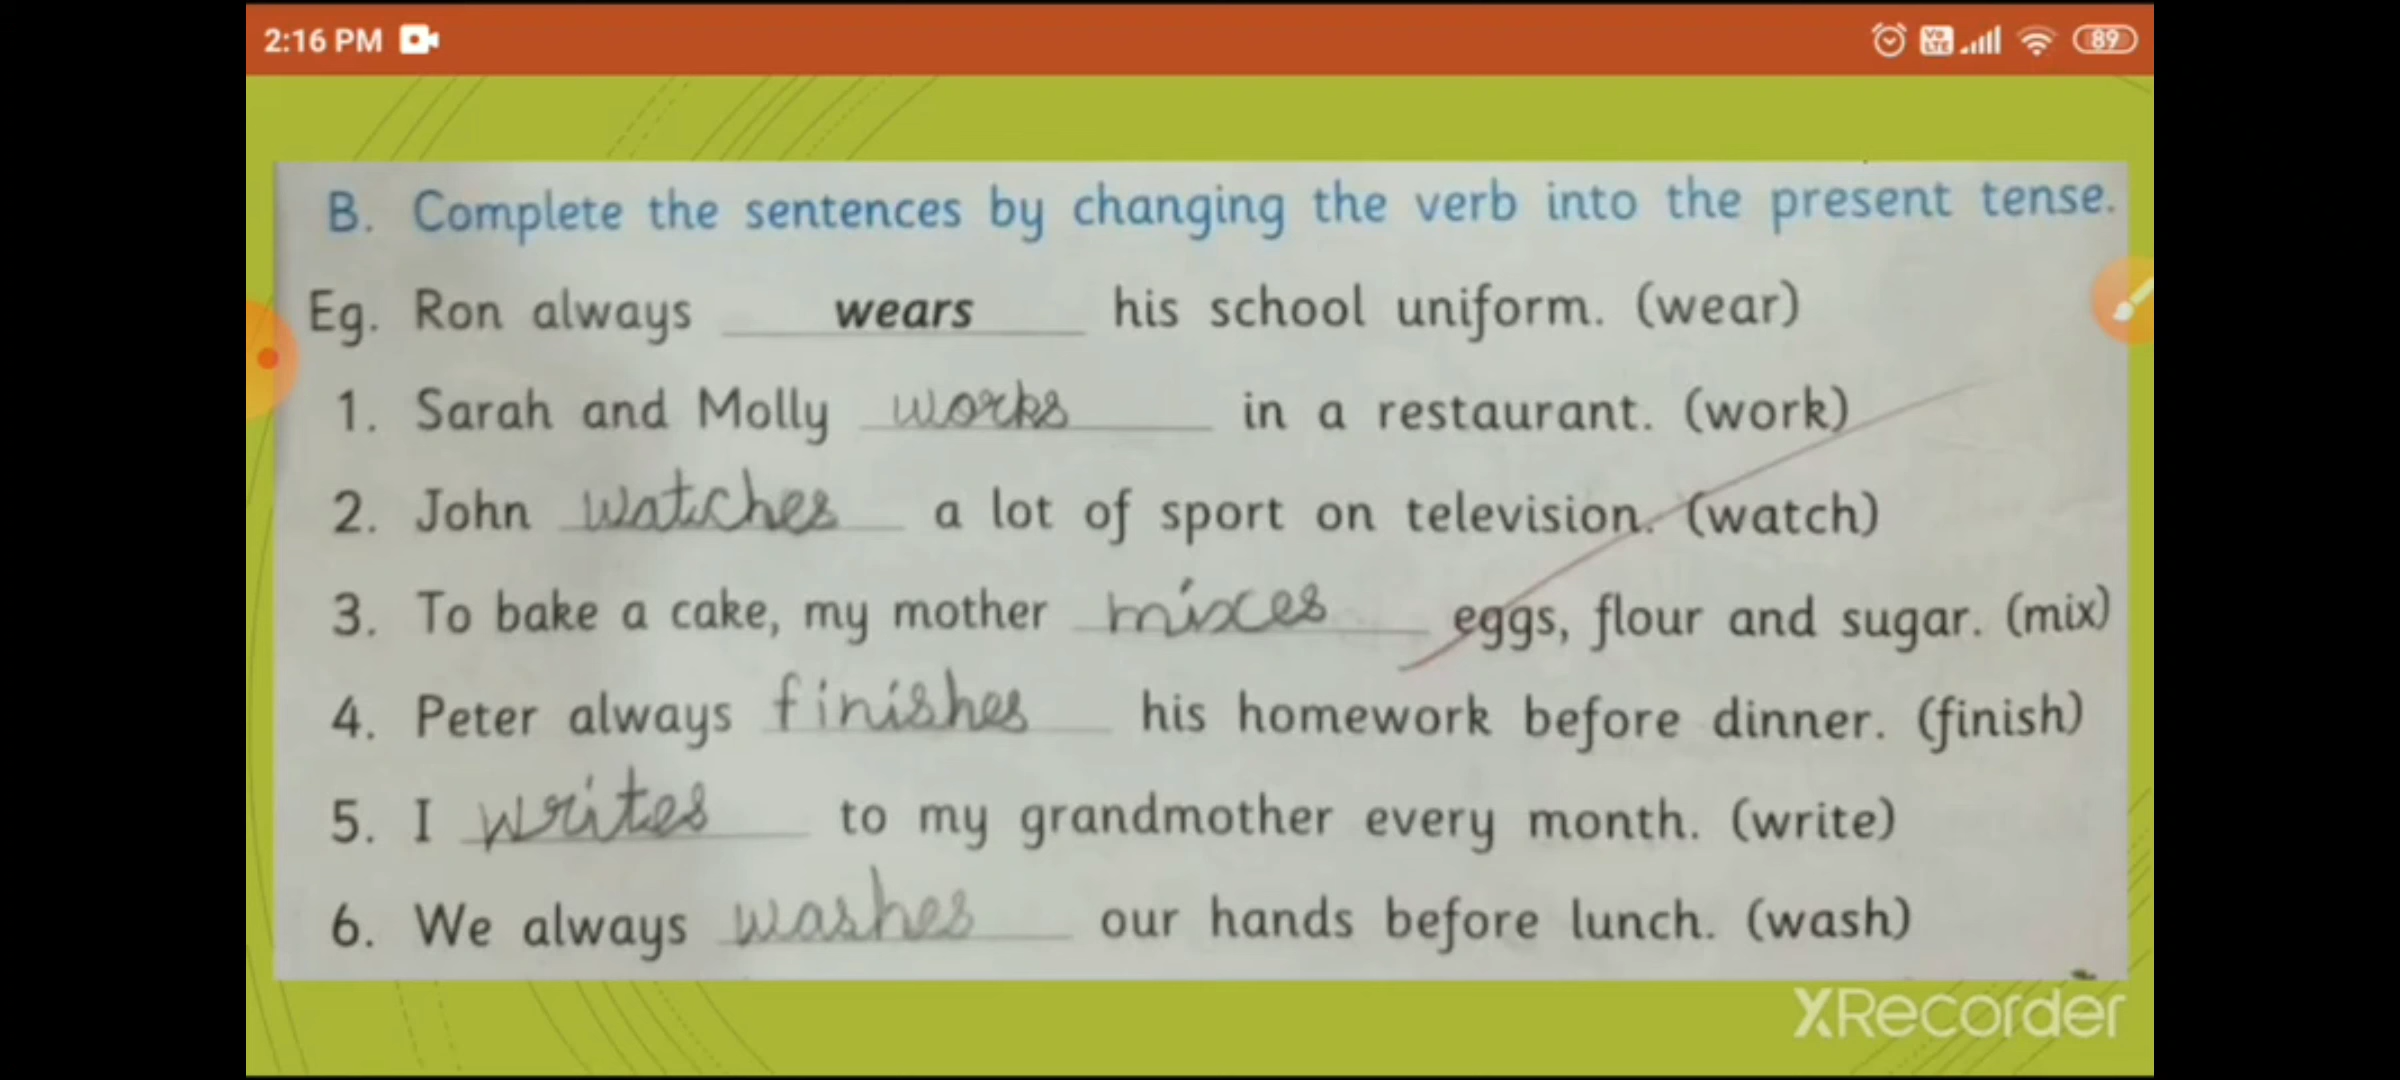 2:16 PM
Vo LTE 89
B. Complete the sentences by changing the verb into the present tense.
Eg. Ron always wears his school uniform. (wear)
1. Sarah and Molly works in a restaurant. (work)
2. John watches a lot of sport on television. (watch)
3. To bake a cake, my mother mixes eggs, flour and sugar. (mix)
4. Peter always finishes his homework before dinner. (finish)
5. I writes to my grandmother every month. (write)
6. We always washes our hands before lunch. (wash)
XRecorder